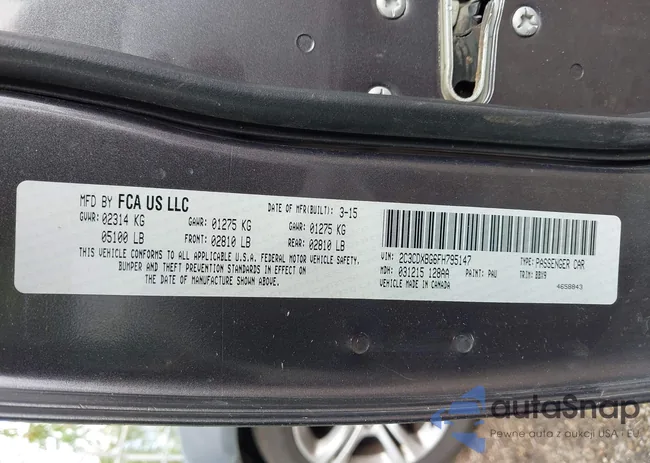 MFD BY FCA US LLC
DATE OF MFR(BUILT): 3-15
GVWR: 02314 KG
GAWR: 01275 KG
GAWR: 01275 KG
05100 LB
FRONT: 02810 LB
REAR: 02810 LB
THIS VEHICLE CONFORMS TO ALL APPLICABLE U.S.A. FEDERAL MOTOR VEHICLE SAFETY,
BUMPER AND THEFT PREVENTION STANDARDS IN EFFECT ON
THE DATE OF MANUFACTURE SHOWN ABOVE.
VIN: 2C3CDXBG6FH795147
TYPE: PASSENGER CAR
MDH: 031215 128AA
PAINT: PAU
TRIM: BBX9
VEHICLE MADE IN CANADA
4658843
autoSnap
Pewne auta z aukcji USA i EU